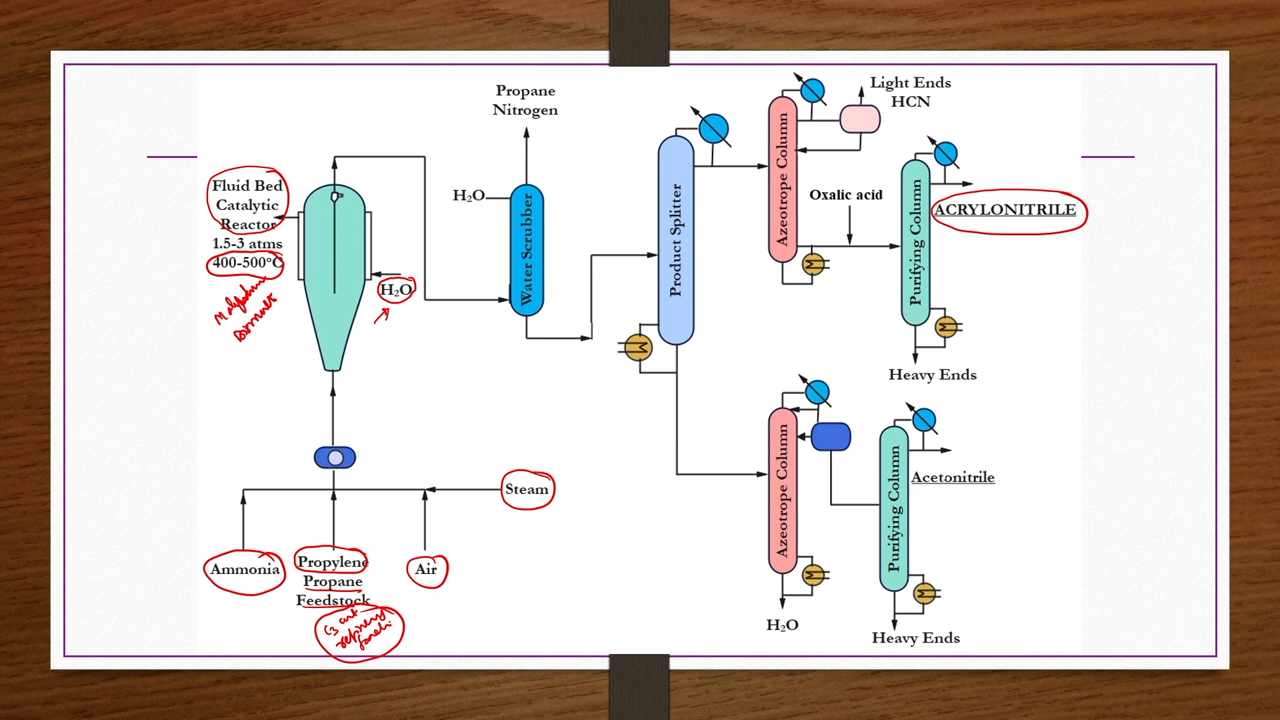 Propane
Nitrogen
Light Ends
HCN
Fluid Bed
Catalytic
Reactor
1.5-3 atms
400-500°C
H₂O
H₂O
Water Scrubber
Product Splitter
Azeotrope Column
Oxalic acid
Purifying Column
ACRYLONITRILE
Heavy Ends
Steam
Ammonia
Propylene
Propane
Feedstock
C3
Air
Azeotrope Column
H₂O
Purifying Column
Acetonitrile
Heavy Ends